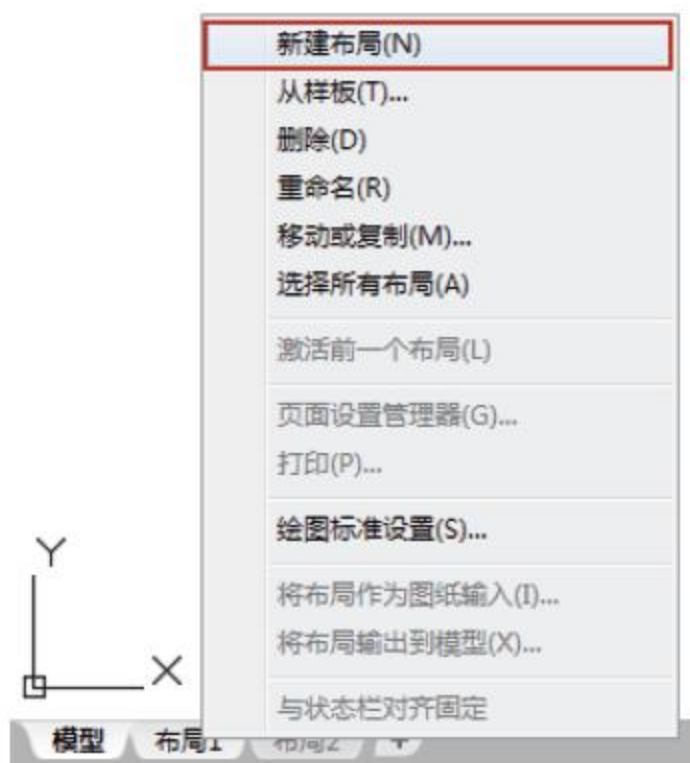 新建布局(N)
从样板(T)...
删除(D)
重命名(R)
移动或复制(M)...
选择所有布局(A)
激活前一个布局(L)
页面设置管理器(G)...
打印(P)...
绘图标准设置(S)...
将布局作为图纸输入(I)...
将布局输出到模型(X)...
与状态栏对齐固定
Y
X
模型 布局1 布局2 +